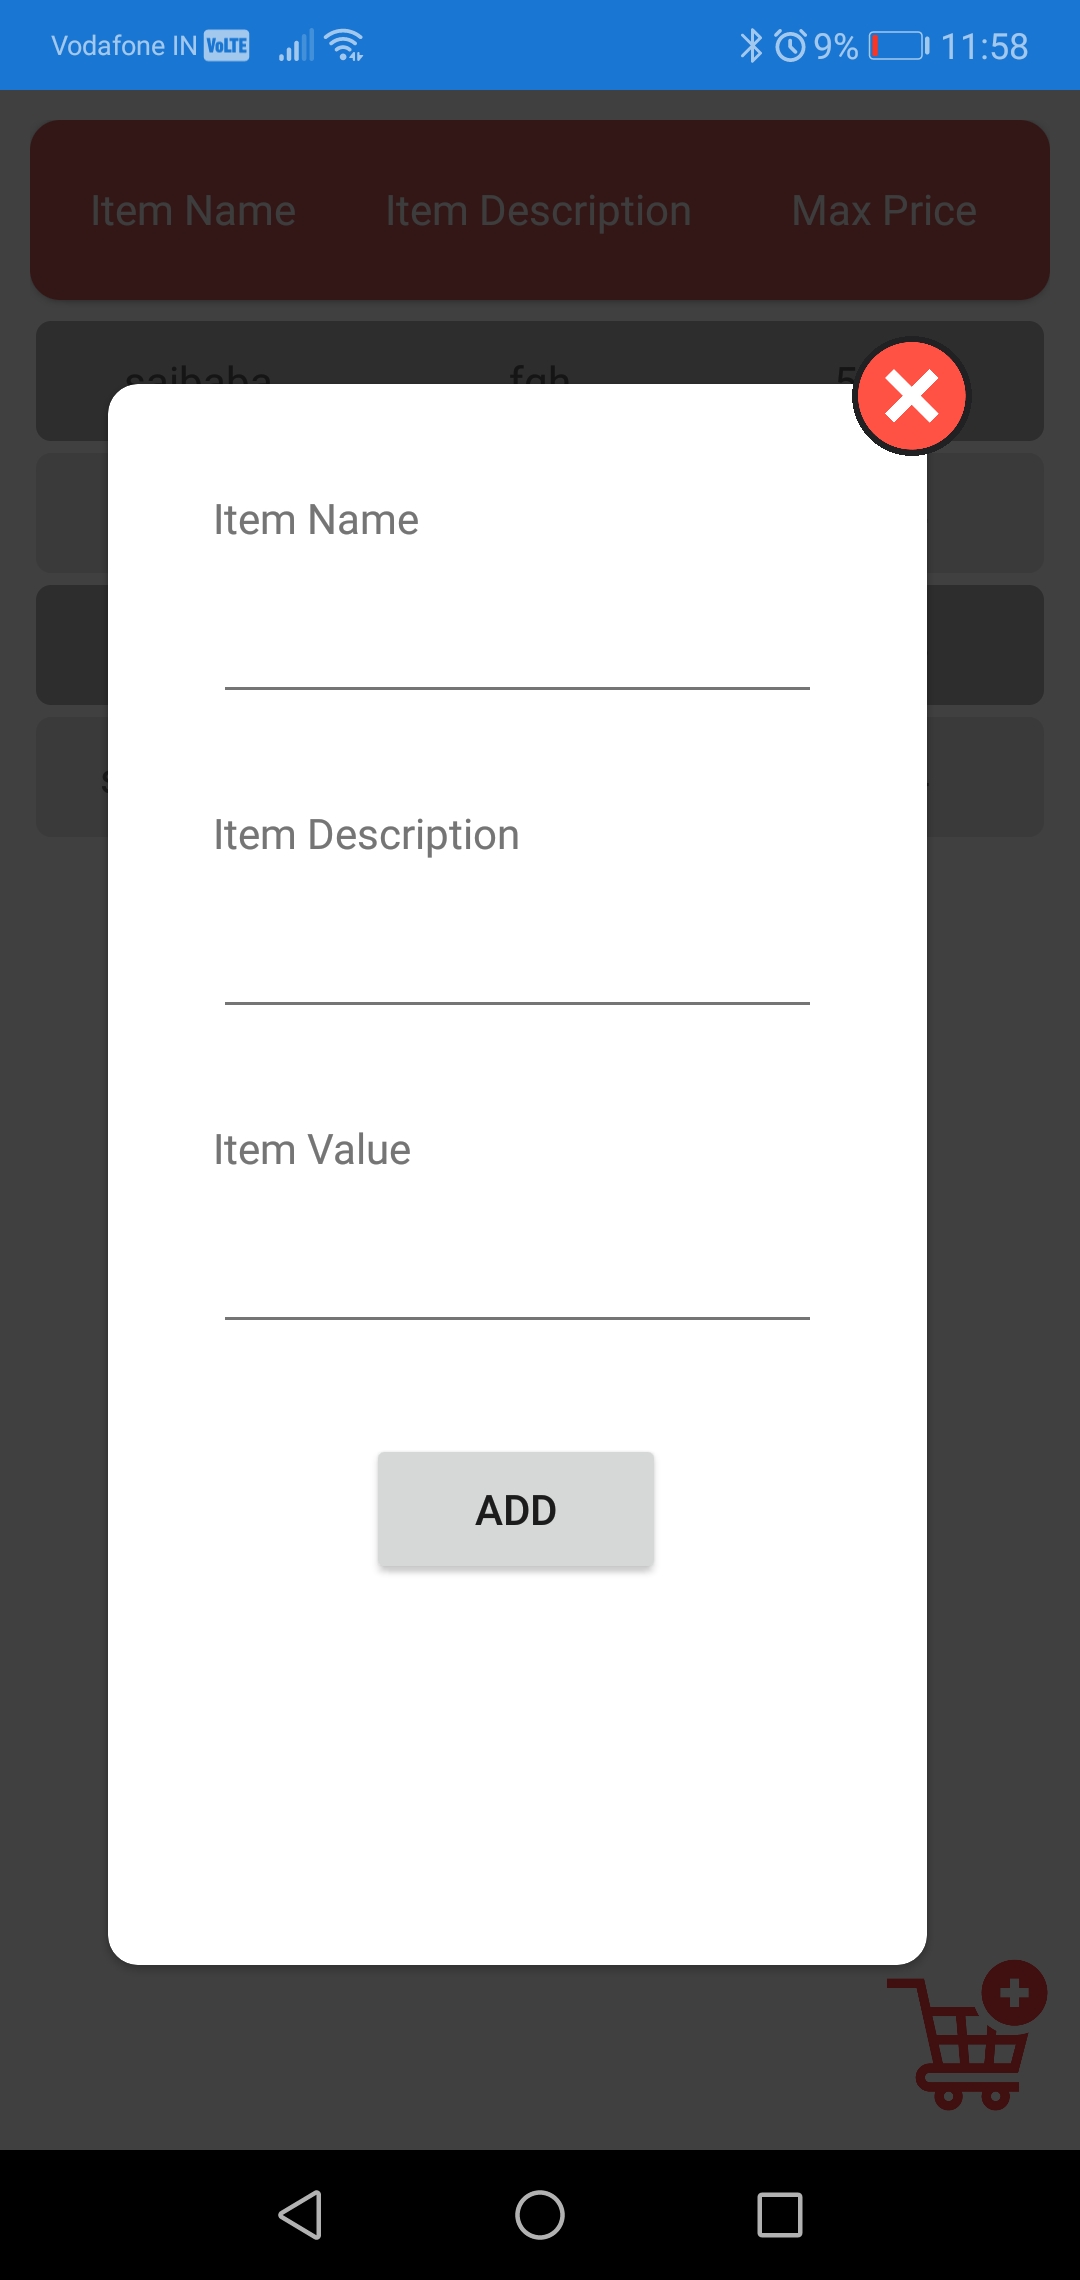 Vodafone IN VoLTE 9% 11:58
Item Name Item Description Max Price
saibaba fgh 5
Item Name
Item Description
Item Value
ADD